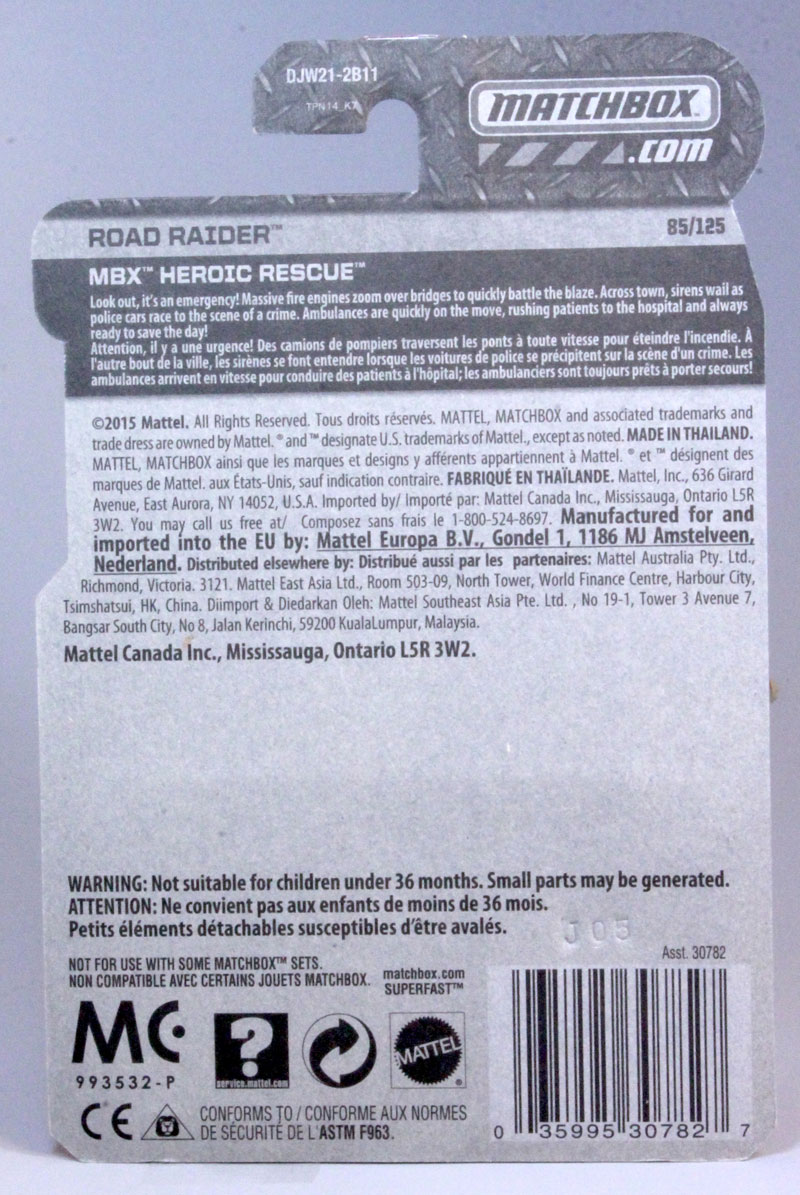 DJW21-2B11
TPN14_K7
MATCHBOX™
.com
ROAD RAIDER™
85/125
MBX™ HEROIC RESCUE™
Look out, it's an emergency! Massive fire engines zoom over bridges to quickly battle the blaze. Across town, sirens wail as
police cars race to the scene of a crime. Ambulances are quickly on the move, rushing patients to the hospital and always
ready to save the day!
Attention, il y a une urgence! Des camions de pompiers traversent les ponts à toute vitesse pour éteindre l'incendie. À
l'autre bout de la ville, les sirènes se font entendre lorsque les voitures de police se précipitent sur la scène d'un crime. Les
ambulances arrivent en vitesse pour conduire des patients à l'hôpital; les ambulanciers sont toujours prêts à porter secours!
©2015 Mattel. All Rights Reserved. Tous droits réservés. MATTEL, MATCHBOX and associated trademarks and
trade dress are owned by Mattel. ® and ™ designate U.S. trademarks of Mattel., except as noted. MADE IN THAILAND.
MATTEL, MATCHBOX ainsi que les marques et designs y afférents appartiennent à Mattel. ® et ™ désignent des
marques de Mattel. aux États-Unis, sauf indication contraire. FABRIQUÉ EN THAÏLANDE. Mattel, Inc., 636 Girard
Avenue, East Aurora, NY 14052, U.S.A. Imported by/ Importé par: Mattel Canada Inc., Mississauga, Ontario L5R
3W2. You may call us free at/ Composez sans frais le 1-800-524-8697. Manufactured for and
imported into the EU by: Mattel Europa B.V., Gondel 1, 1186 MJ Amstelveen,
Nederland. Distributed elsewhere by: Distribué aussi par les partenaires: Mattel Australia Pty. Ltd.,
Richmond, Victoria. 3121. Mattel East Asia Ltd., Room 503-09, North Tower, World Finance Centre, Harbour City,
Tsimshatsui, HK, China. Diimport & Diedarkan Oleh: Mattel Southeast Asia Pte. Ltd. , No 19-1, Tower 3 Avenue 7,
Bangsar South City, No 8, Jalan Kerinchi, 59200 KualaLumpur, Malaysia.
Mattel Canada Inc., Mississauga, Ontario L5R 3W2.
WARNING: Not suitable for children under 36 months. Small parts may be generated.
ATTENTION: Ne convient pas aux enfants de moins de 36 mois.
Petits éléments détachables susceptibles d'être avalés.
J05
Asst. 30782
NOT FOR USE WITH SOME MATCHBOX™ SETS.
NON COMPATIBLE AVEC CERTAINS JOUETS MATCHBOX.
matchbox.com
SUPERFAST™
MC
993532-P
?
service.mattel.com
MATTEL ®
CE
CONFORMS TO / CONFORME AUX NORMES
DE SÉCURITÉ DE L'ASTM F963.
0 35995 30782 7